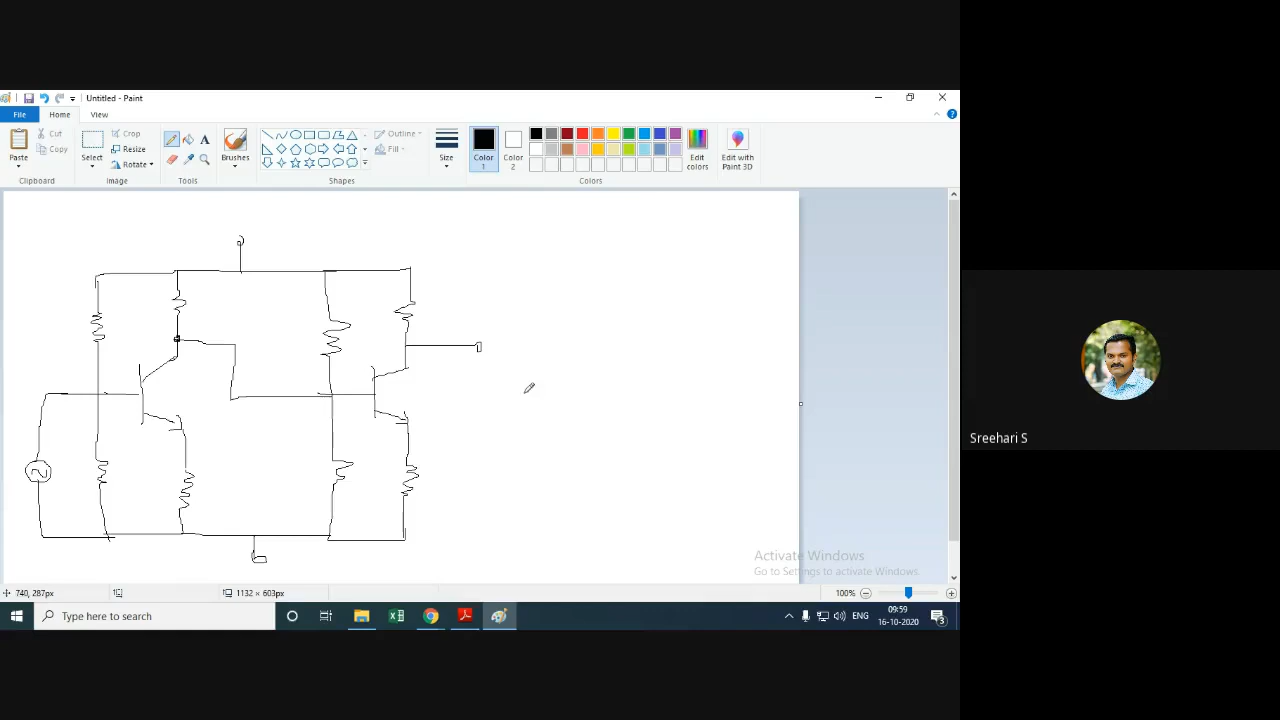 Untitled - Paint
File Home View
Paste
Cut
Copy
Clipboard
Select
Crop
Resize
Rotate
Image
Tools
Brushes
Shapes
Outline
Fill
Size
Color 1
Color 2
Edit colors
Edit with Paint 3D
Colors
Sreehari S
Activate Windows
Go to Settings to activate Windows.
740, 287px
1132 × 603px
100%
Type here to search
ENG
09:59
16-10-2020
3